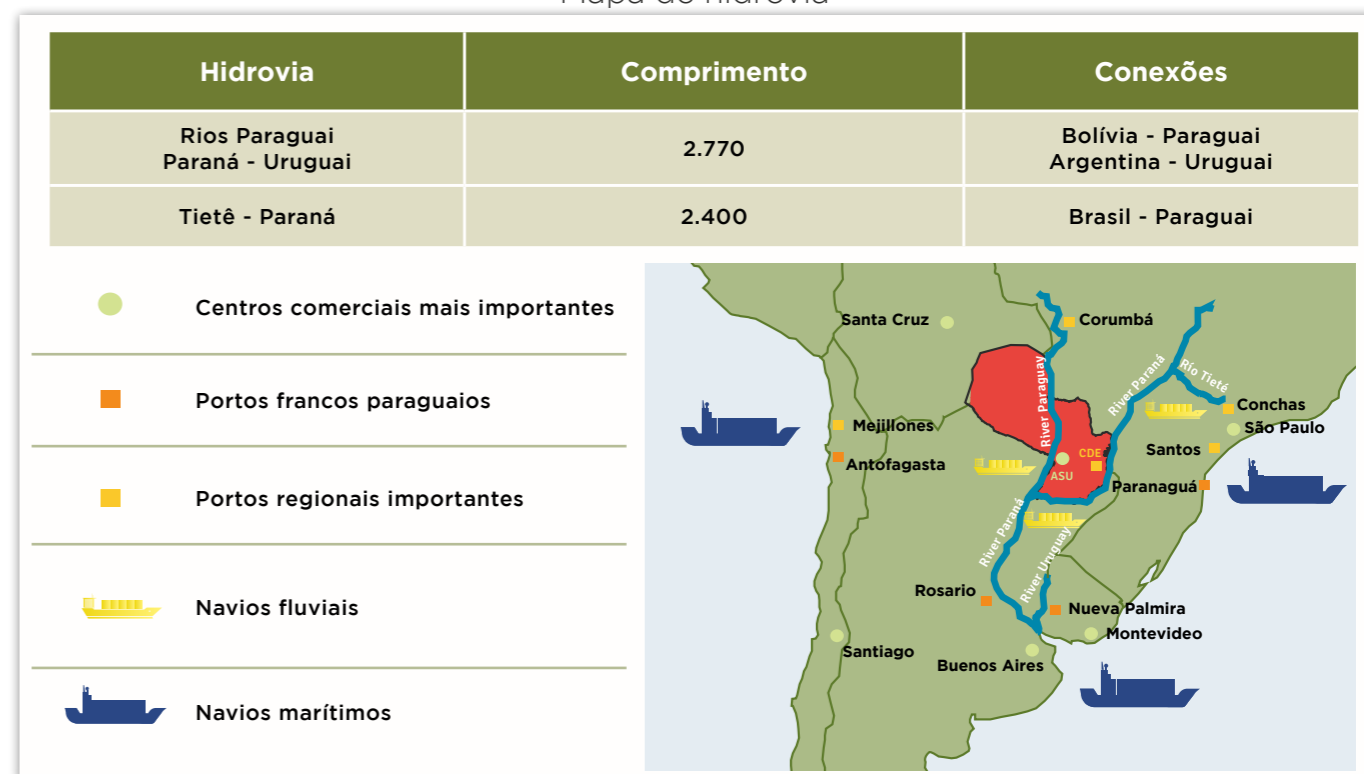 Mapa de hidrovia
Hidrovia
Comprimento
Conexões
Rios Paraguai
Paraná - Uruguai
2.770
Bolívia - Paraguai
Argentina - Uruguai
Tietê - Paraná
2.400
Brasil - Paraguai
Centros comerciais mais importantes
Portos francos paraguaios
Portos regionais importantes
Navios fluviais
Navios marítimos
Santa Cruz
Corumbá
River Paraguay
River Paraná
Río Tieté
Conchas
São Paulo
Mejillones
Antofagasta
Santos
CDE
ASU
Paranaguá
River Paraná
River Uruguay
Rosario
Nueva Palmira
Montevideo
Santiago
Buenos Aires